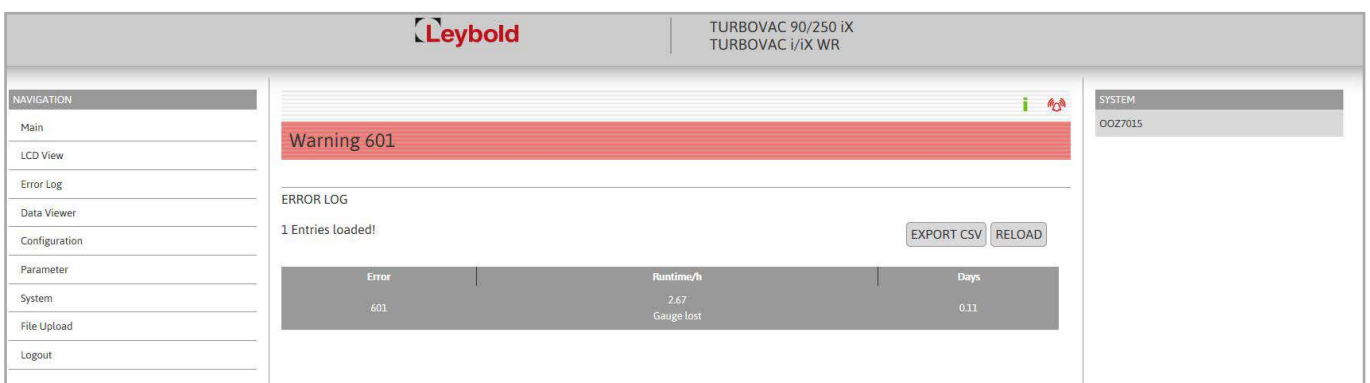 Leybold
TURBOVAC 90/250 iX
TURBOVAC i/iX WR
NAVIGATION
Main
LCD View
Error Log
Data Viewer
Configuration
Parameter
System
File Upload
Logout
i
Warning 601
ERROR LOG
1 Entries loaded!
EXPORT CSV RELOAD
Error Runtime/h Days
601 2.67 0.11
Gauge lost
SYSTEM
OOZ7015